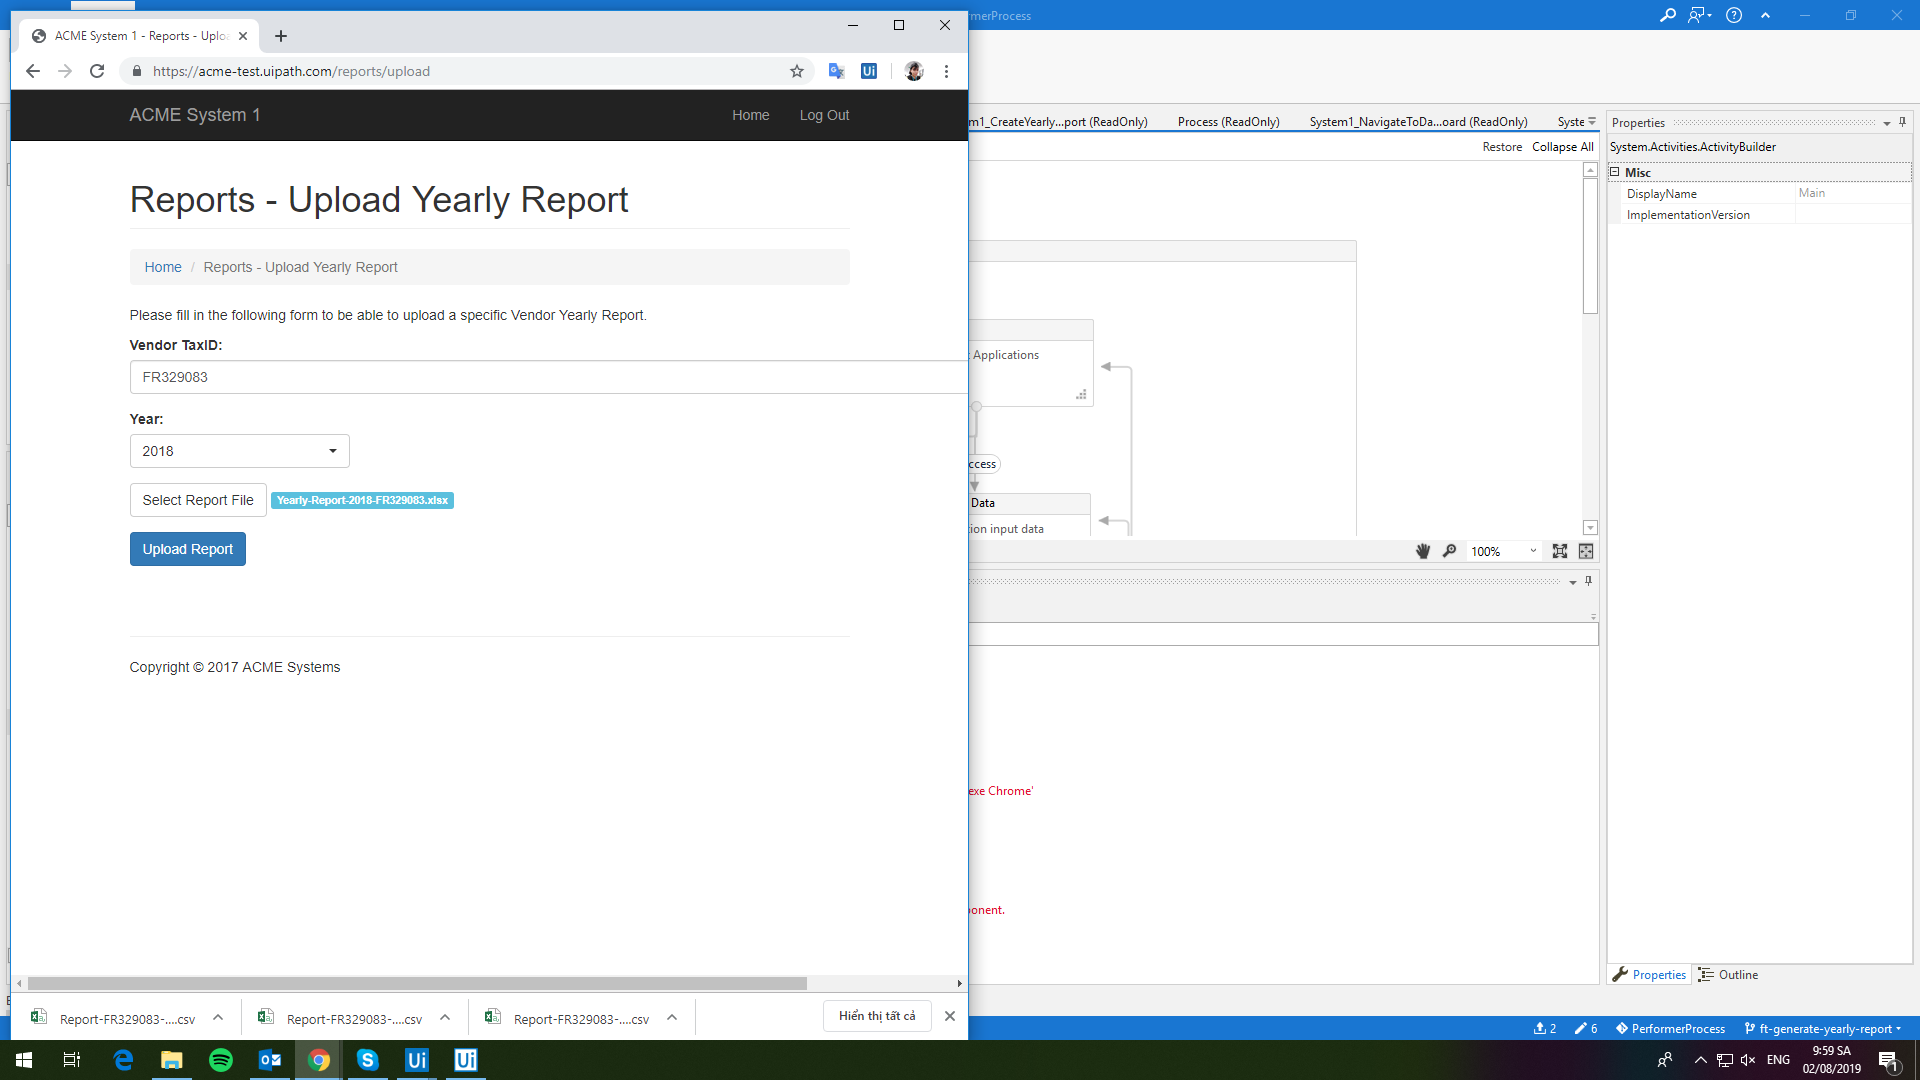 merProcess
ACME System 1 - Reports - Uplo
https://acme-test.uipath.com/reports/upload
ACME System 1
Home
Log Out
Reports - Upload Yearly Report
Home / Reports - Upload Yearly Report
Please fill in the following form to be able to upload a specific Vendor Yearly Report.
Vendor TaxID:
FR329083
Year:
2018
Select Report File
Yearly-Report-2018-FR329083.xlsx
Upload Report
Copyright © 2017 ACME Systems
Report-FR329083-....csv
Report-FR329083-....csv
Report-FR329083-....csv
Hiển thị tất cả
m1_CreateYearly...port (ReadOnly)
Process (ReadOnly)
System1_NavigateToDa...oard (ReadOnly)
Syste
Restore
Collapse All
Applications
ccess
Data
ion input data
100%
exe Chrome'
ponent.
Properties
System.Activities.ActivityBuilder
Misc
DisplayName
Main
ImplementationVersion
Properties
Outline
2
6
PerformerProcess
ft-generate-yearly-report
Ui
Ui
Ui
ENG
9:59 SA
02/08/2019
1